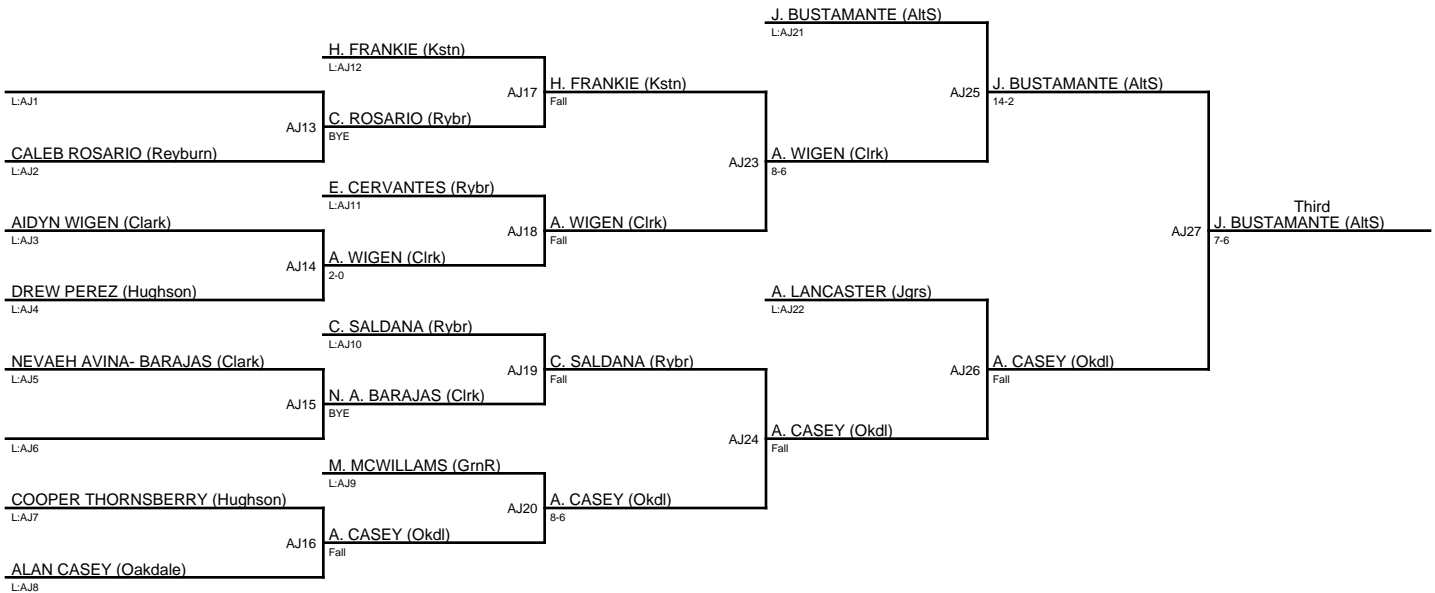 J. BUSTAMANTE (AltS)
L:AJ21
H. FRANKIE (Kstn)
L:AJ12
AJ17
H. FRANKIE (Kstn)
Fall
AJ25
J. BUSTAMANTE (AltS)
14-2
L:AJ1
AJ13
C. ROSARIO (Rybr)
BYE
CALEB ROSARIO (Reyburn)
L:AJ2
AJ23
A. WIGEN (Clrk)
8-6
E. CERVANTES (Rybr)
L:AJ11
AIDYN WIGEN (Clark)
L:AJ3
AJ18
A. WIGEN (Clrk)
Fall
Third
AJ27
J. BUSTAMANTE (AltS)
7-6
AJ14
A. WIGEN (Clrk)
2-0
DREW PEREZ (Hughson)
L:AJ4
A. LANCASTER (Jgrs)
L:AJ22
C. SALDANA (Rybr)
L:AJ10
NEVAEH AVINA- BARAJAS (Clark)
L:AJ5
AJ19
C. SALDANA (Rybr)
Fall
AJ26
A. CASEY (Okdl)
Fall
AJ15
N. A. BARAJAS (Clrk)
BYE
L:AJ6
AJ24
A. CASEY (Okdl)
Fall
M. MCWILLAMS (GrnR)
L:AJ9
COOPER THORNSBERRY (Hughson)
L:AJ7
AJ20
A. CASEY (Okdl)
8-6
AJ16
A. CASEY (Okdl)
Fall
ALAN CASEY (Oakdale)
L:AJ8